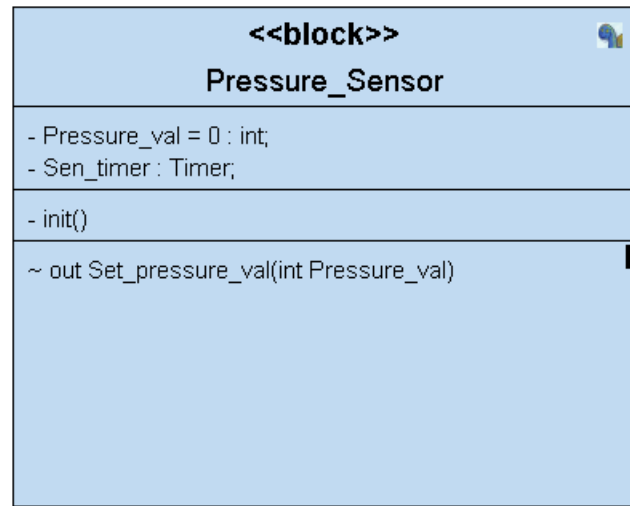 <<block>>
Pressure_Sensor
- Pressure_val = 0 : int;
- Sen_timer : Timer;
- init()
~ out Set_pressure_val(int Pressure_val)